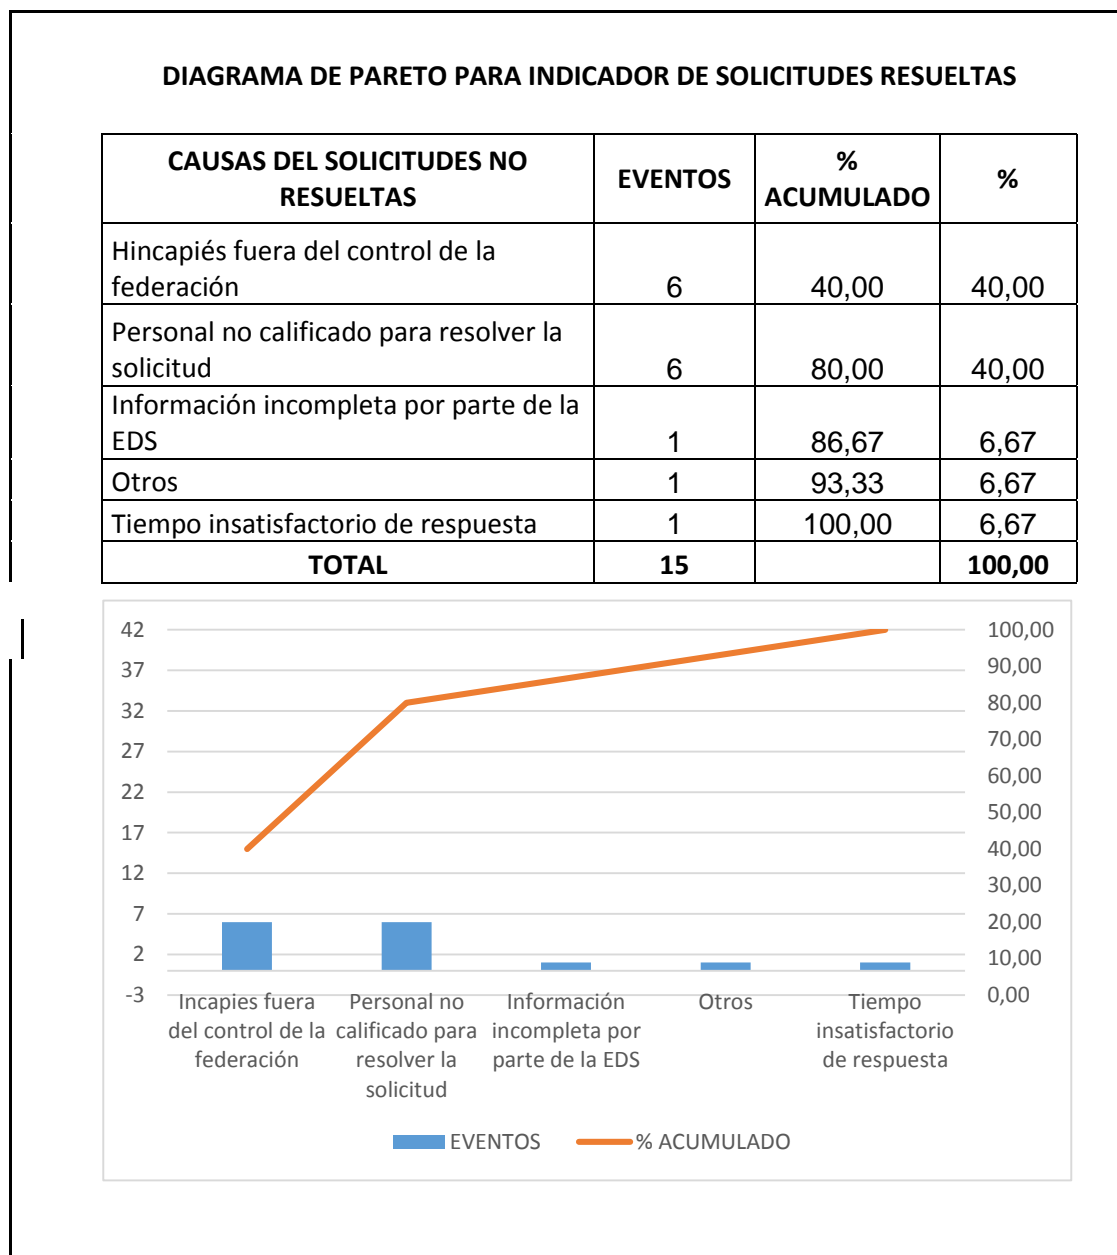 DIAGRAMA DE PARETO PARA INDICADOR DE SOLICITUDES RESUELTAS
CAUSAS DEL SOLICITUDES NO
RESUELTAS
EVENTOS
%
ACUMULADO
%
Hincapiés fuera del control de la
federación 6 40,00 40,00
Personal no calificado para resolver la
solicitud 6 80,00 40,00
Información incompleta por parte de la
EDS 1 86,67 6,67
Otros 1 93,33 6,67
Tiempo insatisfactorio de respuesta 1 100,00 6,67
TOTAL 15 100,00
42
37
32
27
22
17
12
7
2
-3
100,00
90,00
80,00
70,00
60,00
50,00
40,00
30,00
20,00
10,00
0,00
Incapies fuera
del control de la
federación
Personal no
calificado para
resolver la
solicitud
Información
incompleta por
parte de la EDS
Otros
Tiempo
insatisfactorio
de respuesta
EVENTOS
% ACUMULADO